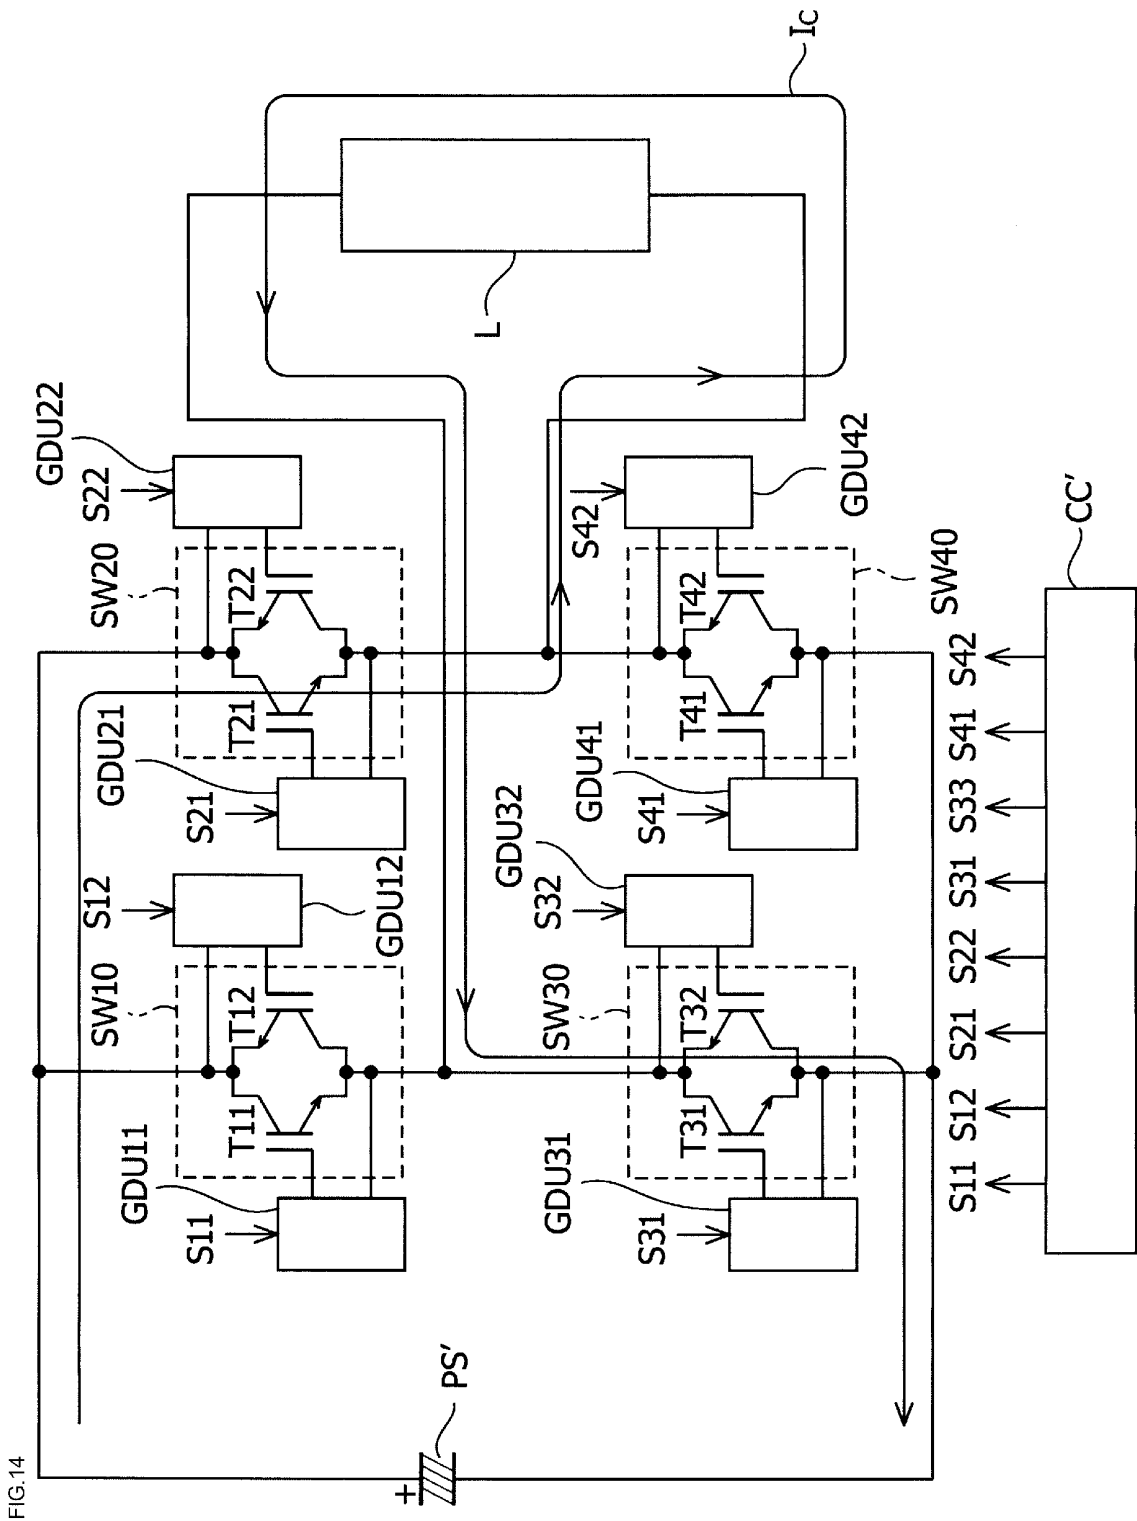 FIG.14
PS'
+
GDU11
S11
T11
T12
SW10
S12
GDU12
GDU21
S21
T21
T22
SW20
S22
GDU22
GDU31
S31
T31
T32
SW30
S32
GDU32
GDU41
S41
T41
T42
SW40
S42
GDU42
L
Ic
S11
S12
S21
S22
S31
S33
S41
S42
CC'